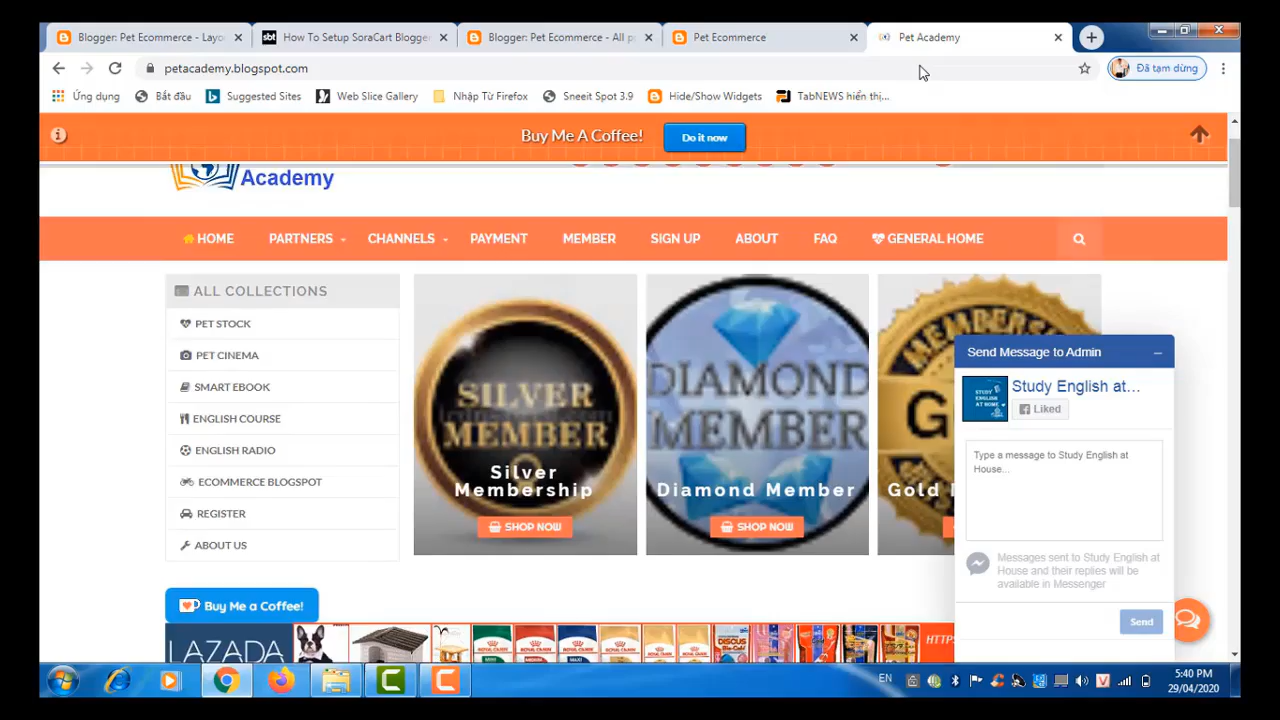 Blogger: Pet Ecommerce - Layo
How To Setup SoraCart Blogger
Blogger: Pet Ecommerce - All p
Pet Ecommerce
Pet Academy
petacademy.blogspot.com
Đã tạm dừng
Ứng dụng
Bắt đầu
Suggested Sites
Web Slice Gallery
Nhập Từ Firefox
Sneeit Spot 3.9
Hide/Show Widgets
TabNEWS hiển thị...
Buy Me A Coffee!
Do it now
Academy
HOME
PARTNERS
CHANNELS
PAYMENT
MEMBER
SIGN UP
ABOUT
FAQ
GENERAL HOME
ALL COLLECTIONS
PET STOCK
PET CINEMA
SMART EBOOK
ENGLISH COURSE
ENGLISH RADIO
ECOMMERCE BLOGSPOT
REGISTER
ABOUT US
SILVER
MEMBER
Silver
Membership
SHOP NOW
DIAMOND
MEMBER
Diamond Member
SHOP NOW
MEMBERSHIP
Gold
Send Message to Admin
Study English at...
Liked
Type a message to Study English at
House...
Messages sent to Study English at
House and their replies will be
available in Messenger
Send
Buy Me a Coffee!
LAZADA
EN
5:40 PM
29/04/2020